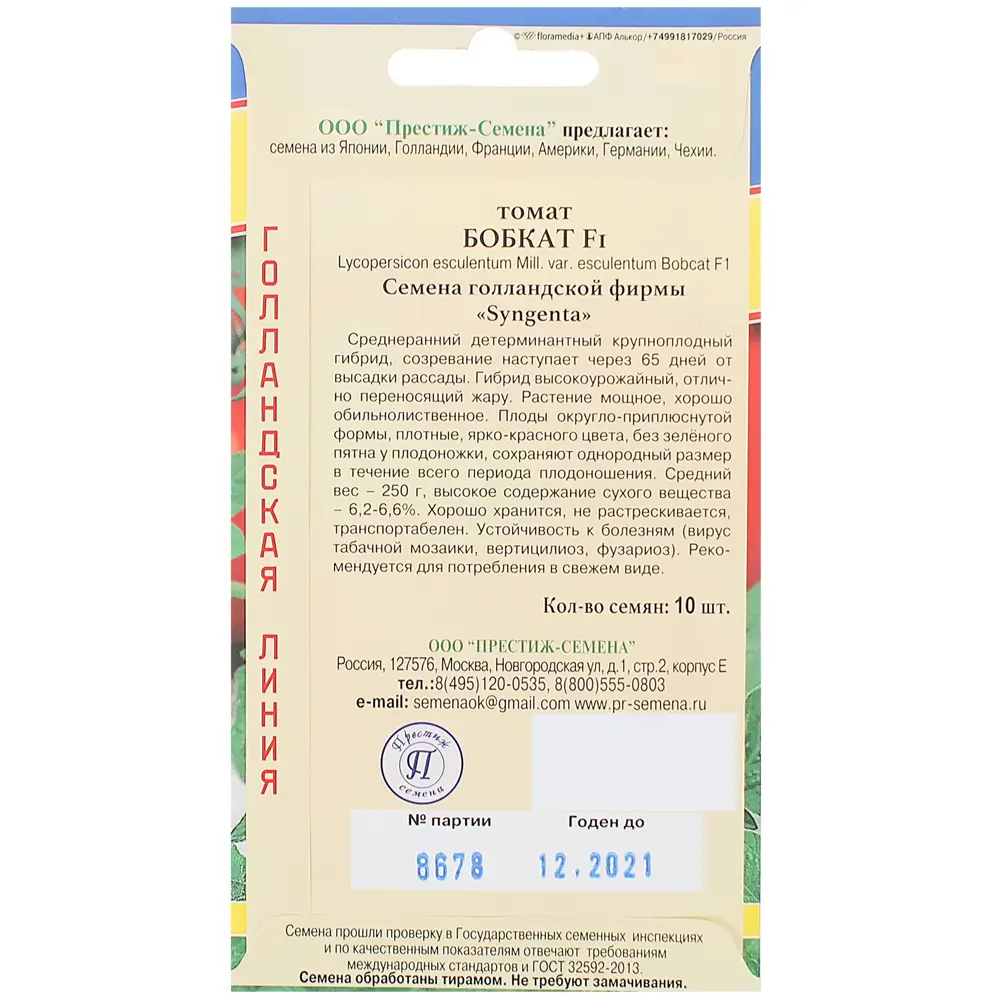 © floramedia+ АПФ Алькор/+74991817029/Россия
ООО “Престиж-Семена” предлагает:
семена из Японии, Голландии, Франции, Америки, Германии, Чехии.
ГОЛЛАНДСКАЯ ЛИНИЯ
томат
БОБКАТ F1
Lycopersicon esculentum Mill. var. esculentum Bobcat F1
Семена голландской фирмы
«Syngenta»
Среднеранний детерминантный крупноплодный
гибрид, созревание наступает через 65 дней от
высадки рассады. Гибрид высокоурожайный, отлич-
но переносящий жару. Растение мощное, хорошо
обильнолиственное. Плоды округло-приплюснутой
формы, плотные, ярко-красного цвета, без зелёного
пятна у плодоножки, сохраняют однородный размер
в течение всего периода плодоношения. Средний
вес – 250 г, высокое содержание сухого вещества
– 6,2-6,6%. Хорошо хранится, не растрескивается,
транспортабелен. Устойчивость к болезням (вирус
табачной мозаики, вертицилиоз, фузариоз). Реко-
мендуется для потребления в свежем виде.
Кол-во семян: 10 шт.
ООО “ПРЕСТИЖ-СЕМЕНА”
Россия, 127576, Москва, Новгородская ул, д.1, стр.2, корпус Е
тел.:8(495)120-0535, 8(800)555-0803
e-mail: semenaok@gmail.com www.pr-semena.ru
Престиж
П
семена
№ партии Годен до
8678 12.2021
Семена прошли проверку в Государственных семенных инспекциях
и по качественным показателям отвечают требованиям
международных стандартов и ГОСТ 32592-2013.
Семена обработаны тирамом. Не требуют замачивания.